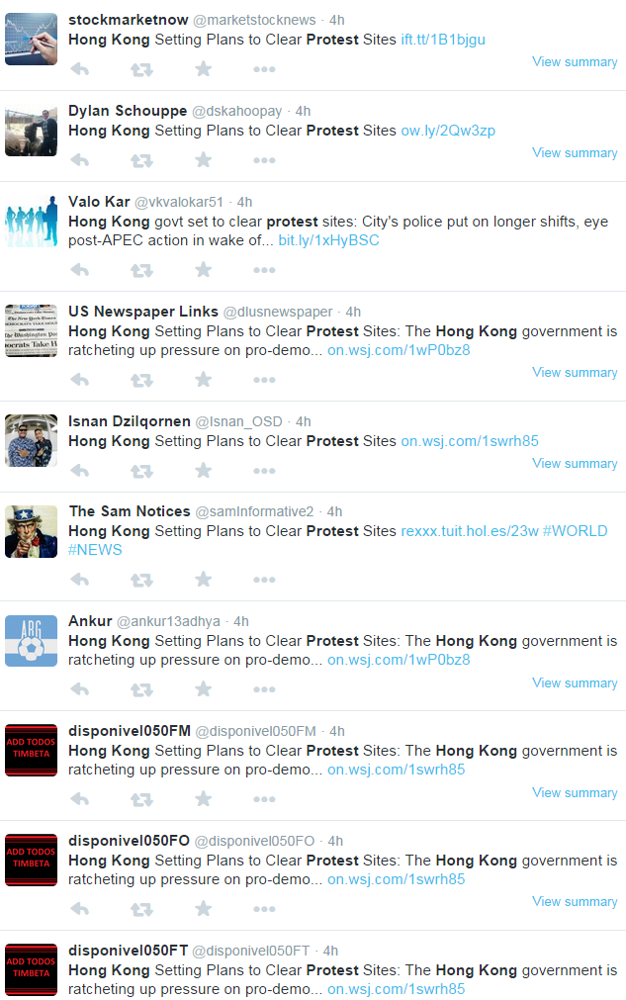 stockmarketnow @marketstocknews · 4h
Hong Kong Setting Plans to Clear Protest Sites ift.tt/1B1bjgu
View summary
Dylan Schouppe @dskahoopay · 4h
Hong Kong Setting Plans to Clear Protest Sites ow.ly/2Qw3zp
View summary
Valo Kar @vkvalokar51 · 4h
Hong Kong govt set to clear protest sites: City's police put on longer shifts, eye
post-APEC action in wake of... bit.ly/1xHyBSC
The New York Times
The Washington Post
US Newspaper Links @dlusnewspaper · 4h
Hong Kong Setting Plans to Clear Protest Sites: The Hong Kong government is
ratcheting up pressure on pro-demo... on.wsj.com/1wP0bz8
View summary
Isnan Dzilqornen @Isnan_OSD · 4h
Hong Kong Setting Plans to Clear Protest Sites on.wsj.com/1swrh85
View summary
The Sam Notices @samInformative2 · 4h
Hong Kong Setting Plans to Clear Protest Sites rexxx.tuit.hol.es/23w #WORLD
#NEWS
ARG
Ankur @ankur13adhya · 4h
Hong Kong Setting Plans to Clear Protest Sites: The Hong Kong government is
ratcheting up pressure on pro-demo... on.wsj.com/1wP0bz8
View summary
ADD TODOS
TIMBETA
disponivel050FM @disponivel050FM · 4h
Hong Kong Setting Plans to Clear Protest Sites: The Hong Kong government is
ratcheting up pressure on pro-demo... on.wsj.com/1swrh85
View summary
ADD TODOS
TIMBETA
disponivel050FO @disponivel050FO · 4h
Hong Kong Setting Plans to Clear Protest Sites: The Hong Kong government is
ratcheting up pressure on pro-demo... on.wsj.com/1swrh85
View summary
ADD TODOS
TIMBETA
disponivel050FT @disponivel050FT · 4h
Hong Kong Setting Plans to Clear Protest Sites: The Hong Kong government is
ratcheting up pressure on pro-demo... on.wsj.com/1swrh85